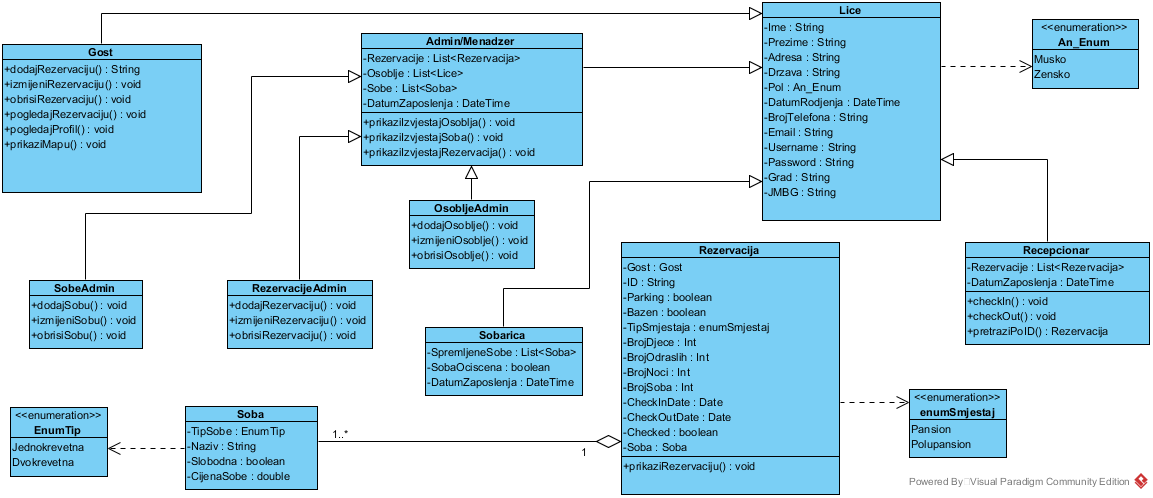 Gost
+dodajRezervaciju() : String
+izmijeniRezervaciju() : void
+obrisiRezervaciju() : void
+pogledajRezervaciju() : void
+pogledajProfil() : void
+prikaziMapu() : void
Admin/Menadzer
-Rezervacije : List<Rezervacija>
-Osoblje : List<Lice>
-Sobe : List<Soba>
-DatumZaposlenja : DateTime
+prikaziIzvjestajOsoblja() : void
+prikaziIzvjestajSoba() : void
+prikaziIzvjestajRezervacija() : void
Lice
-Ime : String
-Prezime : String
-Adresa : String
-Drzava : String
-Pol : An_Enum
-DatumRodjenja : DateTime
-BrojTelefona : String
-Email : String
-Username : String
-Password : String
-Grad : String
-JMBG : String
<<enumeration>>
An_Enum
Musko
Zensko
OsobljeAdmin
+dodajOsoblje() : void
+izmijeniOsoblje() : void
+obrisiOsoblje() : void
SobeAdmin
+dodajSobu() : void
+izmijeniSobu() : void
+obrisiSobu() : void
RezervacijeAdmin
+dodajRezervaciju() : void
+izmijeniRezervaciju() : void
+obrisiRezervaciju() : void
Sobarica
-SpremljeneSobe : List<Soba>
-SobaOciscena : boolean
-DatumZaposlenja : DateTime
Rezervacija
-Gost : Gost
-ID : String
-Parking : boolean
-Bazen : boolean
-TipSmjestaja : enumSmjestaj
-BrojDjece : Int
-BrojOdraslih : Int
-BrojNoci : Int
-BrojSoba : Int
-CheckInDate : Date
-CheckOutDate : Date
-Checked : boolean
-Soba : Soba
+prikaziRezervaciju() : void
Recepcionar
-Rezervacije : List<Rezervacija>
-DatumZaposlenja : DateTime
+checkIn() : void
+checkOut() : void
+pretraziPoID() : Rezervacija
<<enumeration>>
EnumTip
Jednokrevetna
Dvokrevetna
Soba
-TipSobe : EnumTip
-Naziv : String
-Slobodna : boolean
-CijenaSobe : double
1..*
1
<<enumeration>>
enumSmjestaj
Pansion
Polupansion
Powered By Visual Paradigm Community Edition